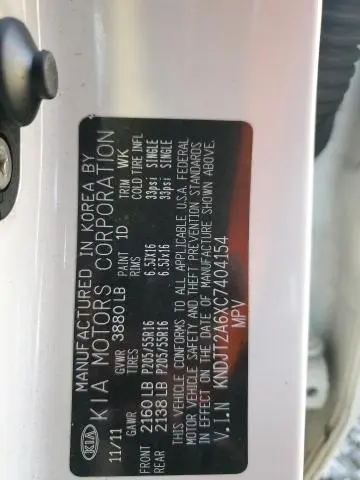 MANUFACTURED IN KOREA BY
KIA KIA MOTORS CORPORATION
11/11 GVWR 3880 LB PAINT 1D TRIM WK
GAWR TIRES RIMS COLD TIRE INFL
FRONT 2160 LB P205/55R16 6.5JX16 33psi SINGLE
REAR 2138 LB P205/55R16 6.5JX16 33psi SINGLE
THIS VEHICLE CONFORMS TO ALL APPLICABLE U.S.A. FEDERAL
MOTOR VEHICLE SAFETY AND THEFT PREVENTION STANDARDS
IN EFFECT ON THE DATE OF MANUFACTURE SHOWN ABOVE.
V.I.N KNDJT2A6XC7404154
MPV